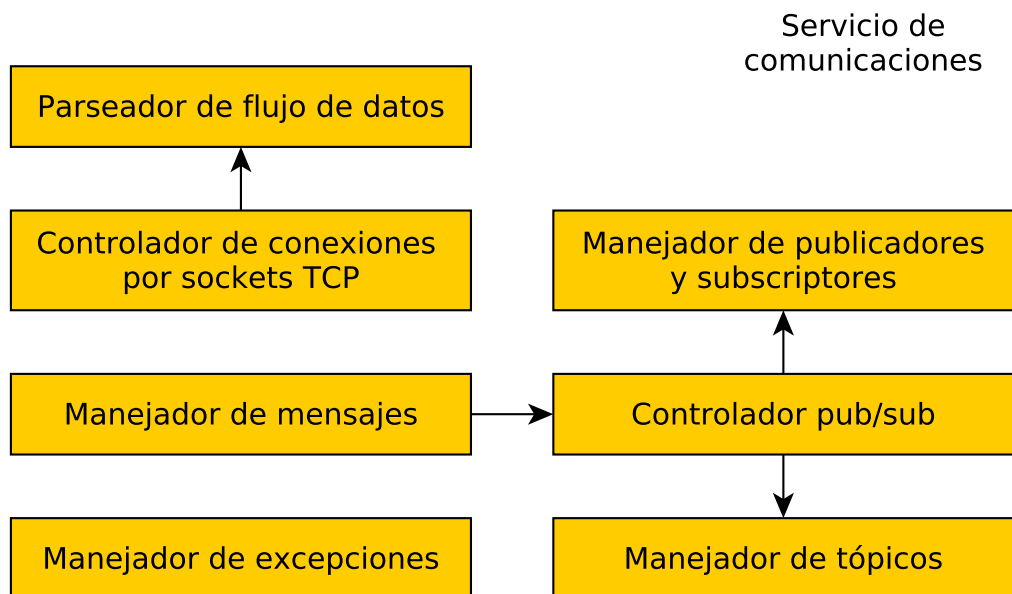 Servicio de
comunicaciones
Parseador de flujo de datos
Controlador de conexiones
por sockets TCP
Manejador de publicadores
y subscriptores
Manejador de mensajes
Controlador pub/sub
Manejador de excepciones
Manejador de tópicos